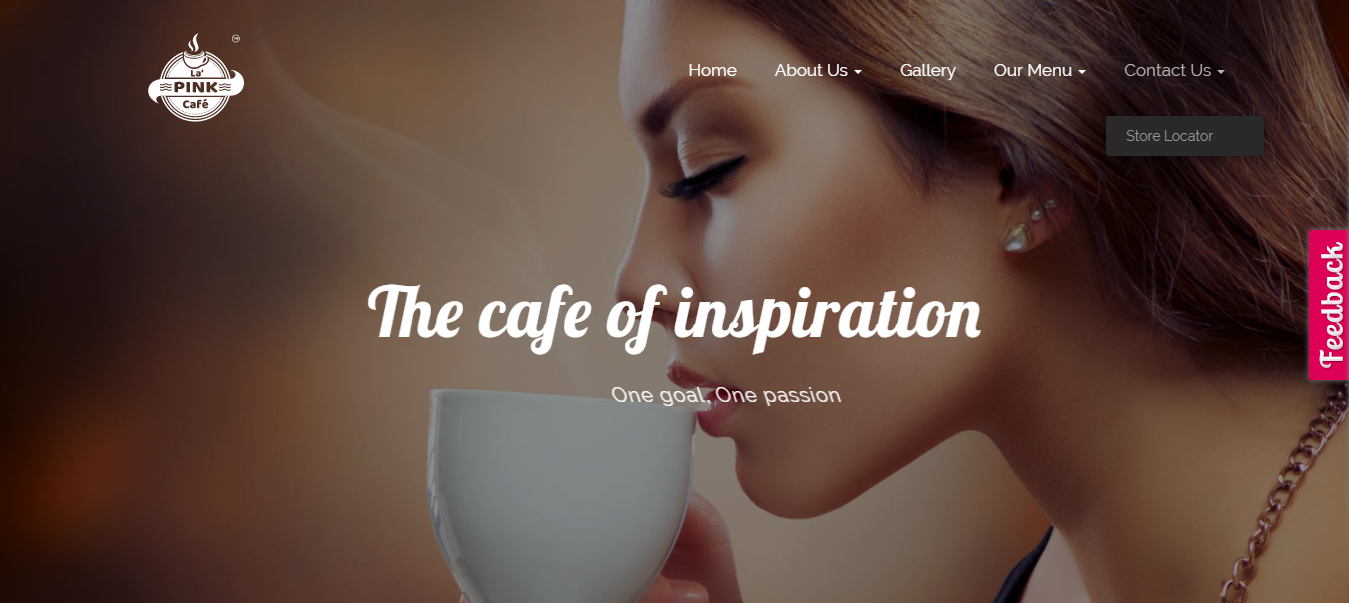 La'
PINK
Café
TM
Home
About Us
Gallery
Our Menu
Contact Us
Store Locator
The cafe of inspiration
One goal, One passion
Feedback